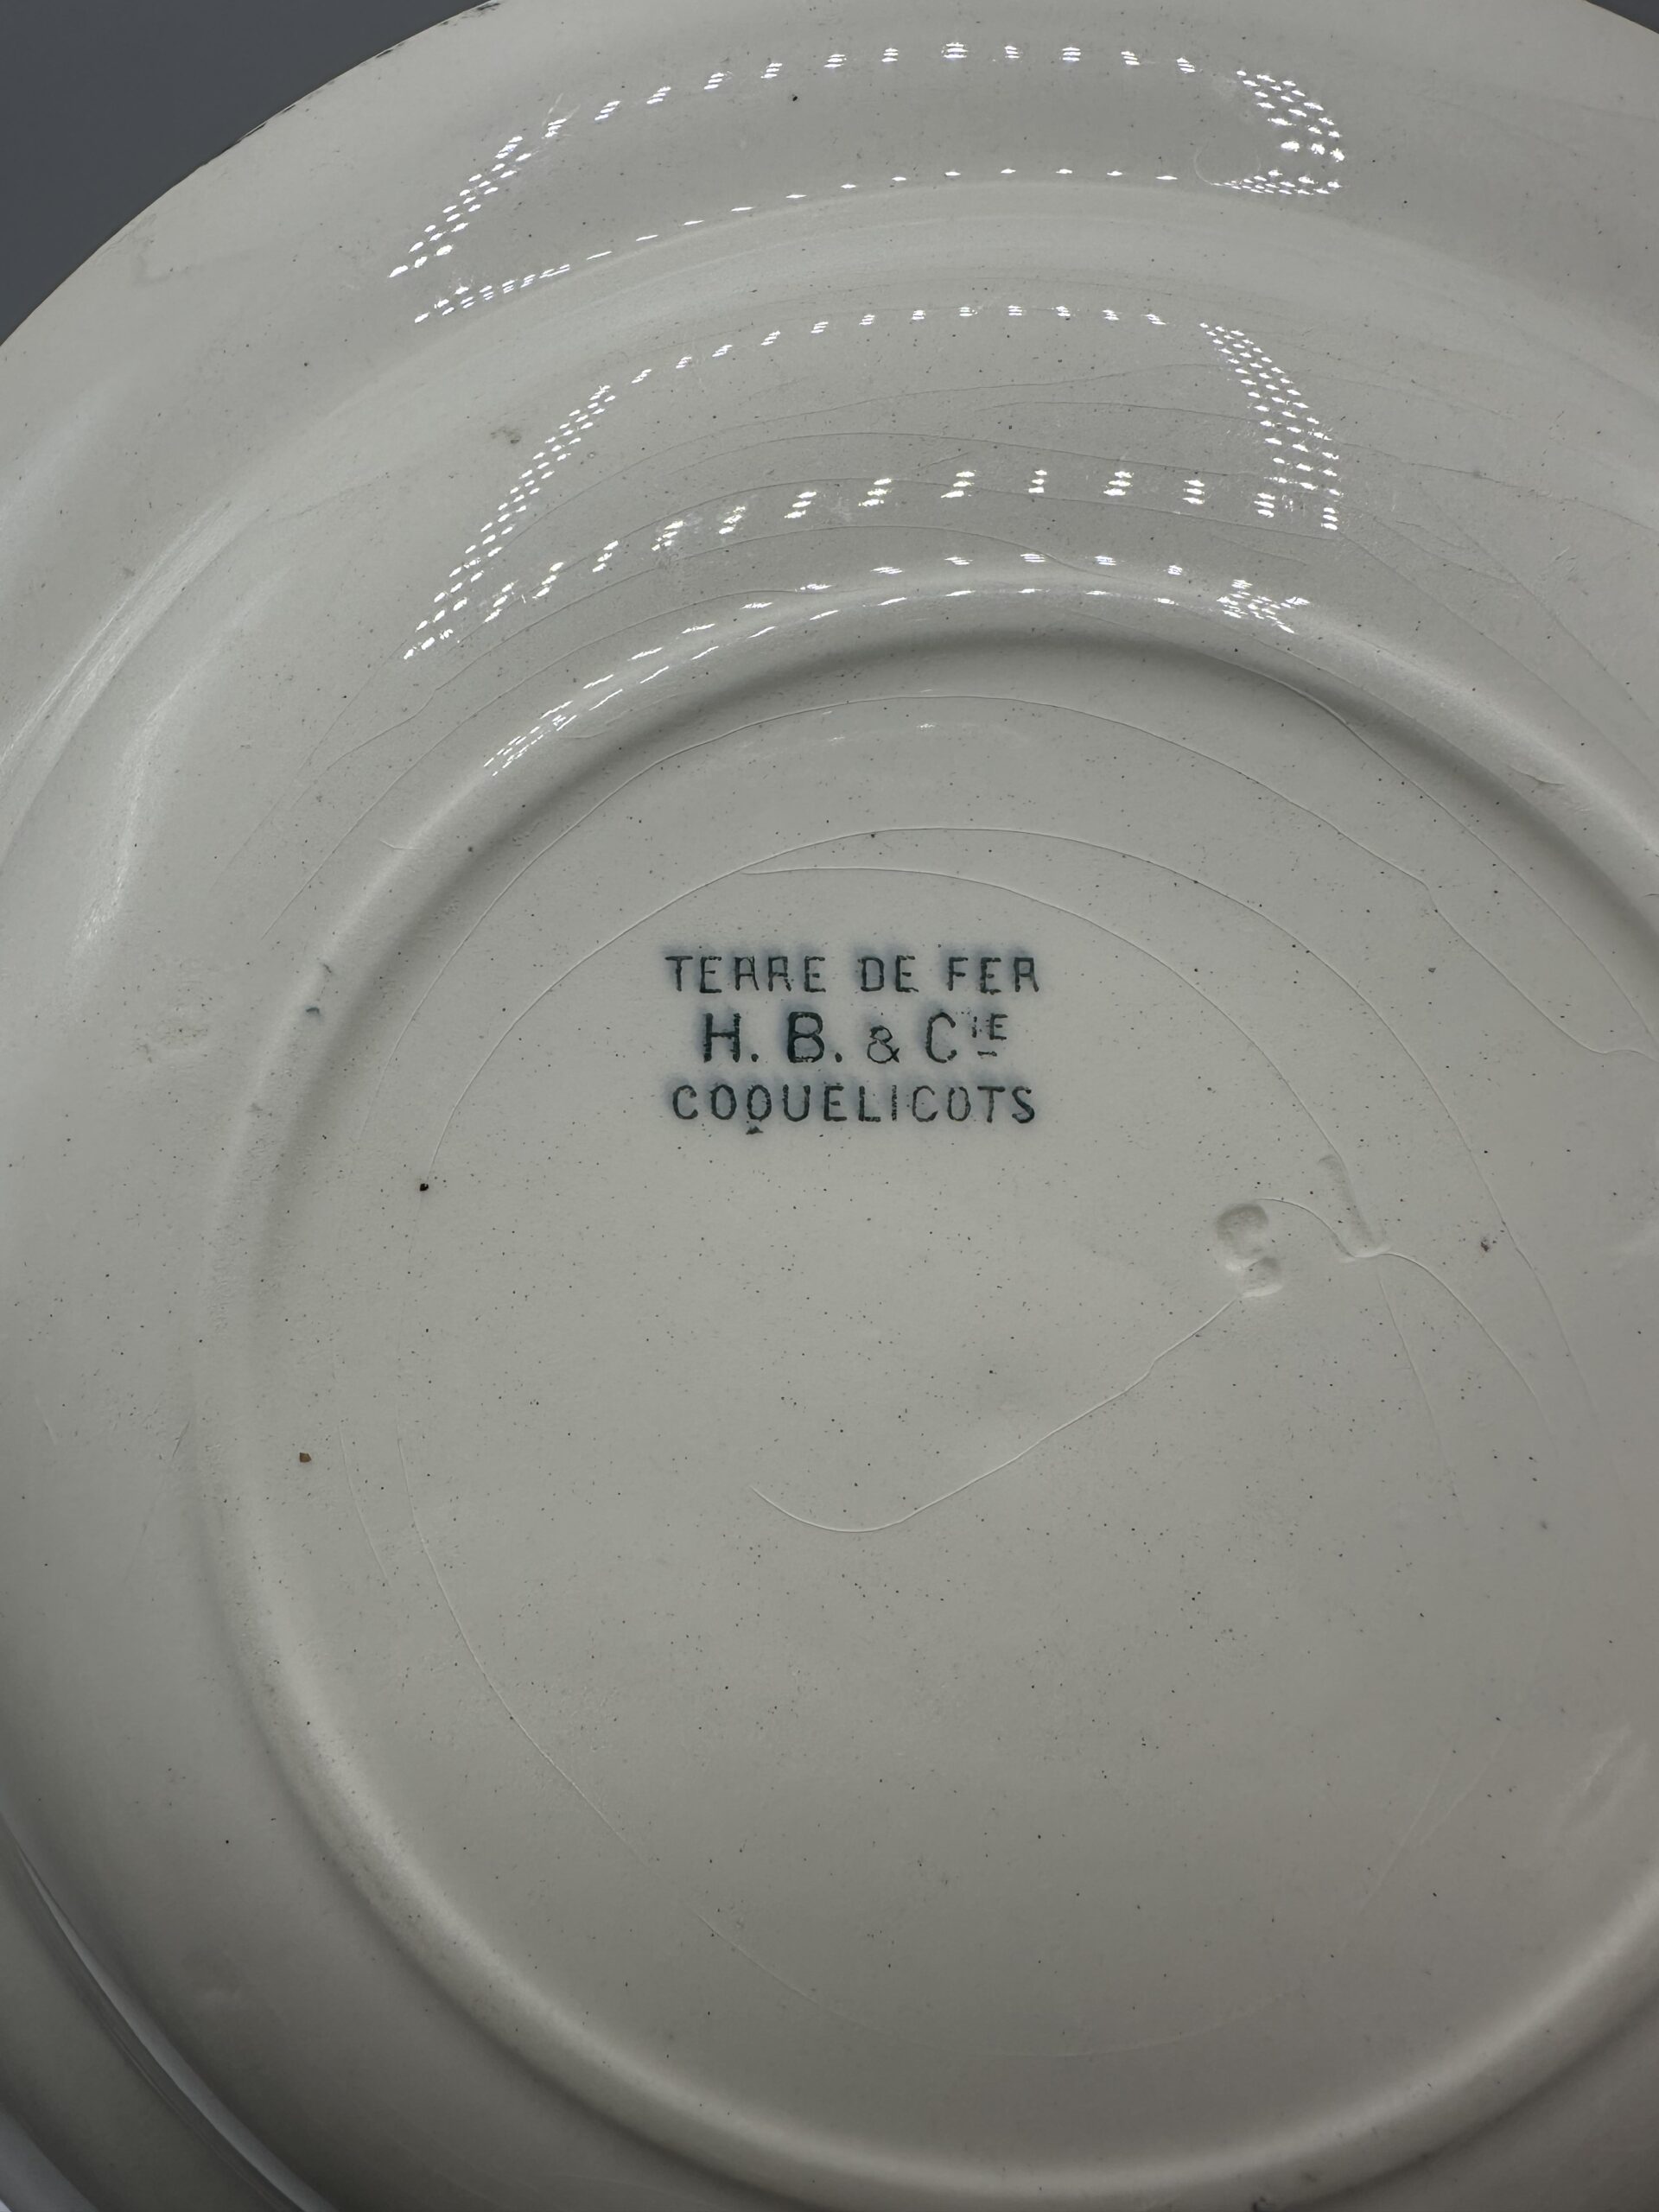 TERRE DE FER
H. B. & CIE
COQUELICOTS